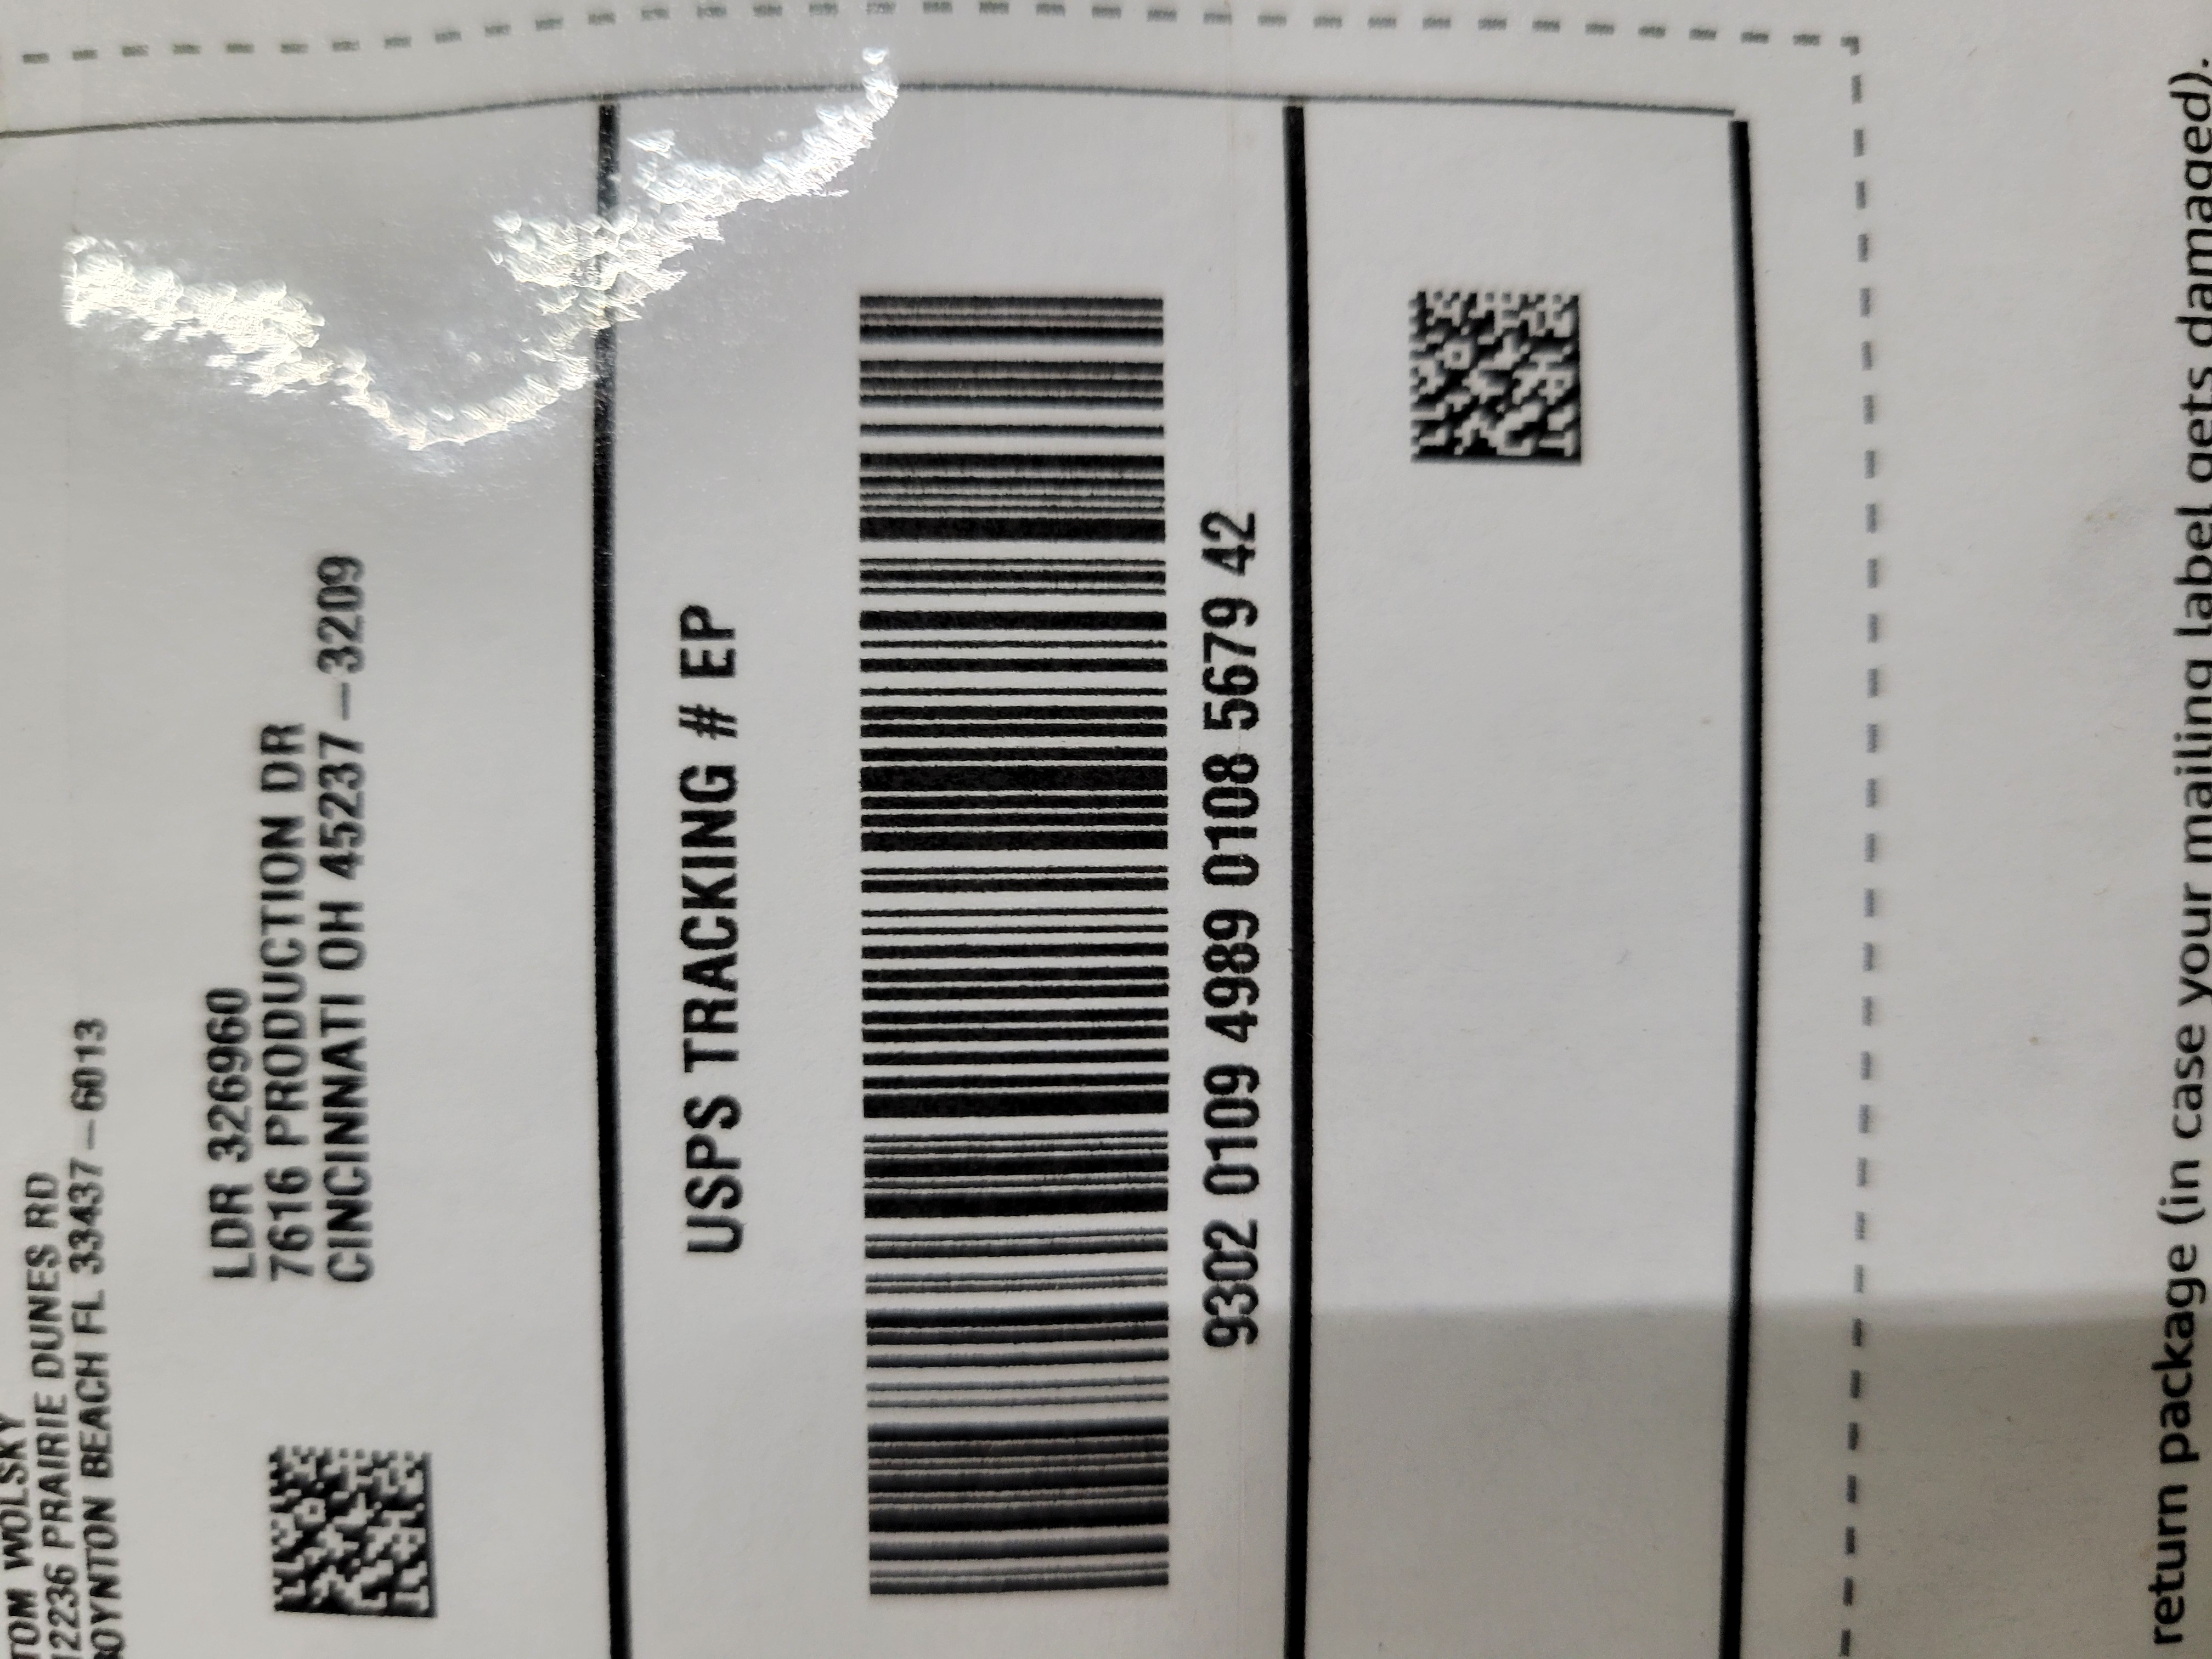 TOM WOLSKY
12236 PRAIRIE DUNES RD
BOYNTON BEACH FL 33437-6013
LDR 326960
7616 PRODUCTION DR
CINCINNATI OH 45237-3209
USPS TRACKING # EP
9302 0109 4989 0108 5679 42
return package (in case your mailing label gets damaged).